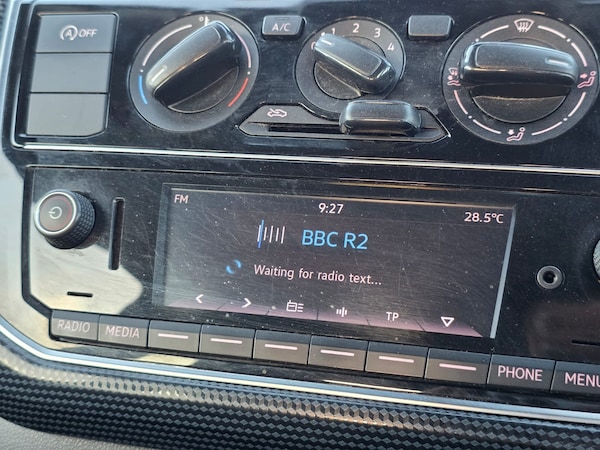 OFF
A/C
1 2 3 4
FM
9:27
28.5°C
BBC R2
Waiting for radio text...
TP
RADIO MEDIA PHONE MENU